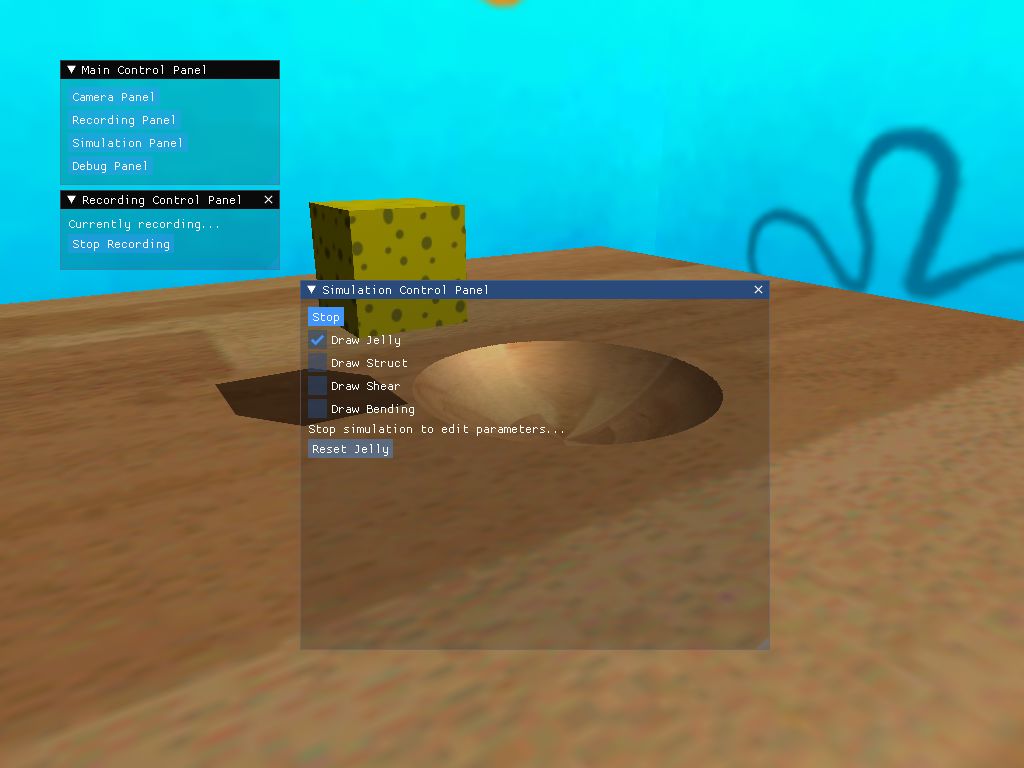 Main Control Panel
Camera Panel
Recording Panel
Simulation Panel
Debug Panel
Recording Control Panel
Currently recording...
Stop Recording
Simulation Control Panel
Stop
Draw Jelly
Draw Struct
Draw Shear
Draw Bending
Stop simulation to edit parameters...
Reset Jelly